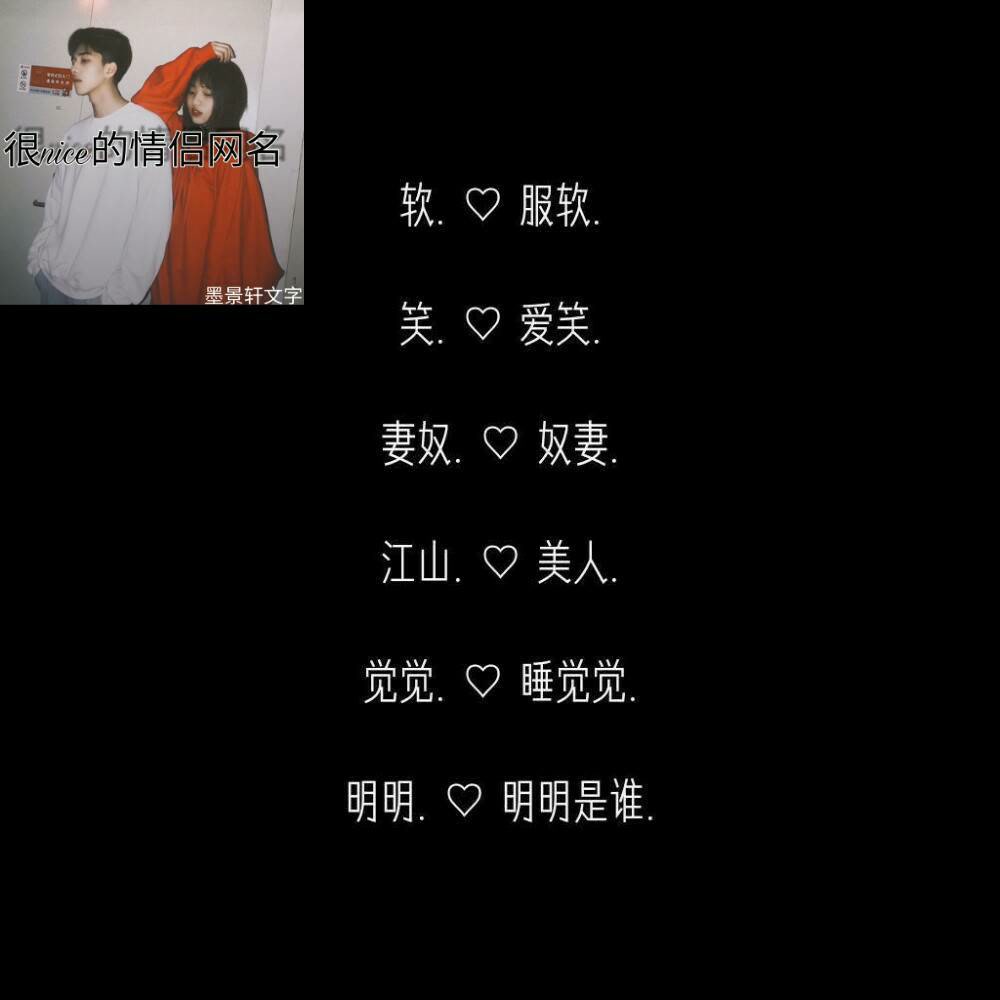 很nice的情侣网名
墨景轩文字
软. ♡ 服软.
笑. ♡ 爱笑.
妻奴. ♡ 奴妻.
江山. ♡ 美人.
觉觉. ♡ 睡觉觉.
明明. ♡ 明明是谁.